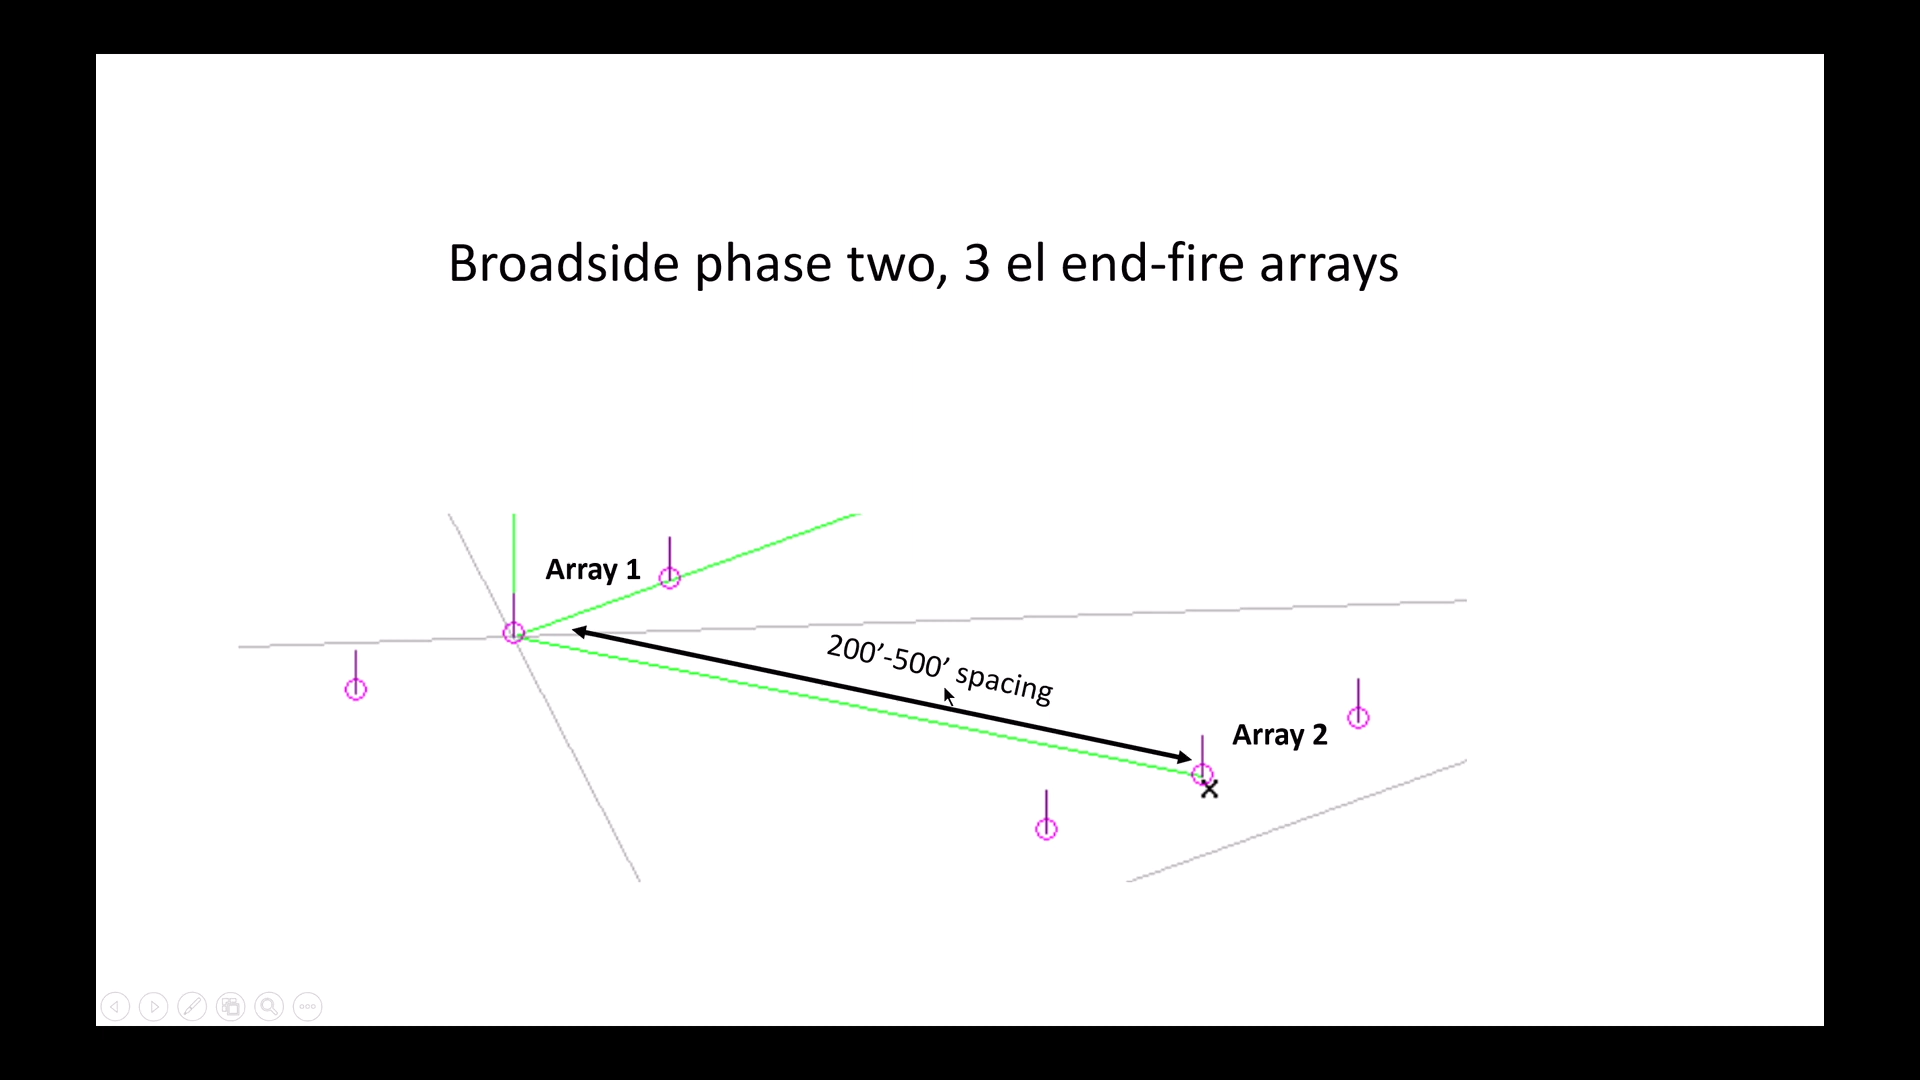 Broadside phase two, 3 el end-fire arrays
Array 1
200’-500’ spacing
Array 2